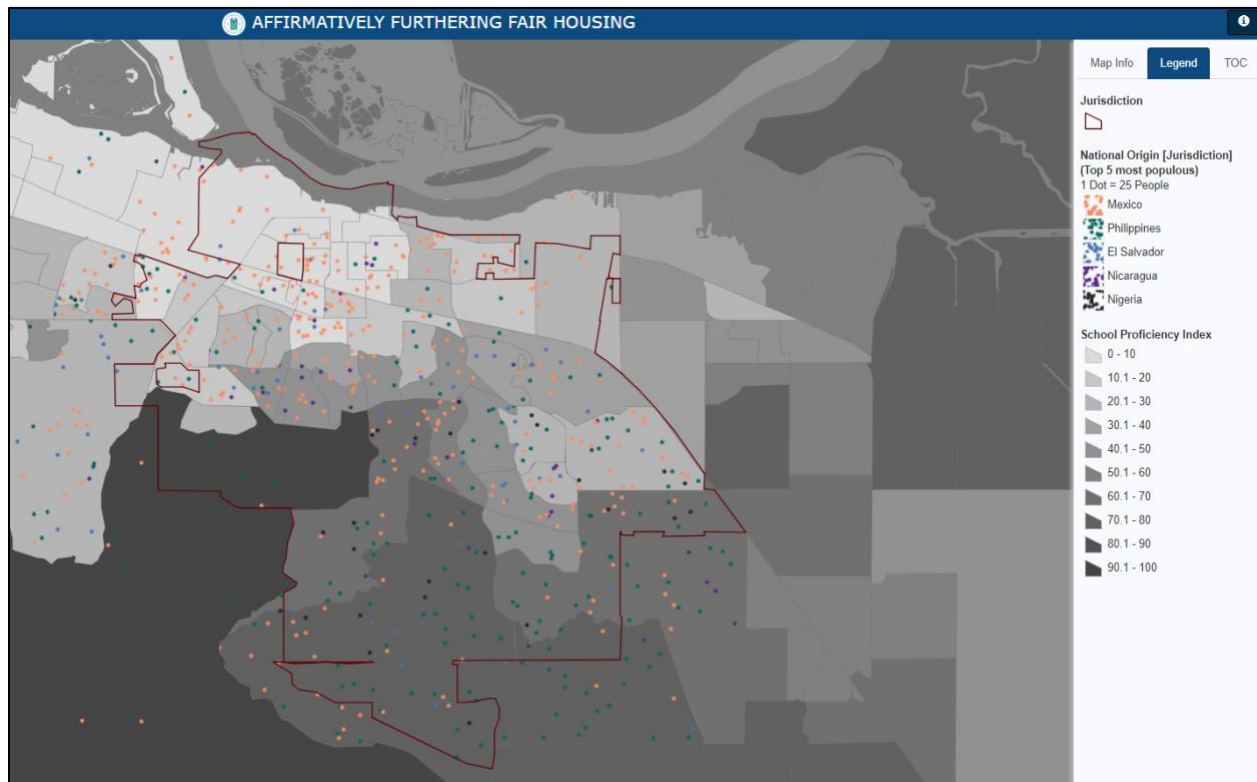 AFFIRMATIVELY FURTHERING FAIR HOUSING
Map Info Legend TOC
Jurisdiction
National Origin [Jurisdiction]
(Top 5 most populous)
1 Dot = 25 People
Mexico
Philippines
El Salvador
Nicaragua
Nigeria
School Proficiency Index
0 - 10
10.1 - 20
20.1 - 30
30.1 - 40
40.1 - 50
50.1 - 60
60.1 - 70
70.1 - 80
80.1 - 90
90.1 - 100